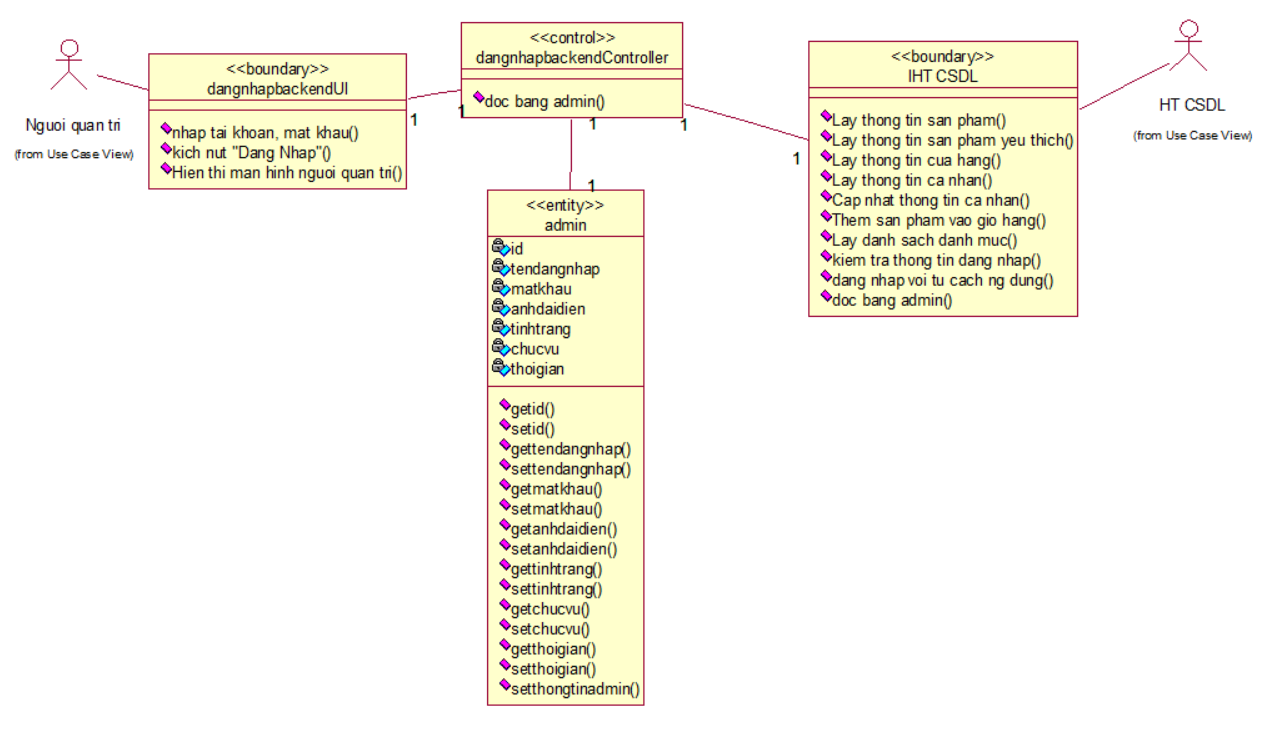 Nguoi quan tri
(from Use Case View)
<<boundary>>
dangnhapbackendUI
nhap tai khoan, mat khau()
kich nut "Dang Nhap"()
Hien thi man hinh nguoi quan tri()
1
1
<<control>>
dangnhapbackendController
doc bang admin()
1
1
1
1
<<entity>>
admin
id
tendangnhap
matkhau
anhdaidien
tinhtrang
chucvu
thoigian
getid()
setid()
gettendangnhap()
settendangnhap()
getmatkhau()
setmatkhau()
getanhdaidien()
setanhdaidien()
gettinhtrang()
settinhtrang()
getchucvu()
setchucvu()
getthoigian()
setthoigian()
setthongtinadmin()
<<boundary>>
IHT CSDL
Lay thong tin san pham()
Lay thong tin san pham yeu thich()
Lay thong tin cua hang()
Lay thong tin ca nhan()
Cap nhat thong tin ca nhan()
Them san pham vao gio hang()
Lay danh sach danh muc()
kiem tra thong tin dang nhap()
dang nhap voi tu cach ng dung()
doc bang admin()
HT CSDL
(from Use Case View)